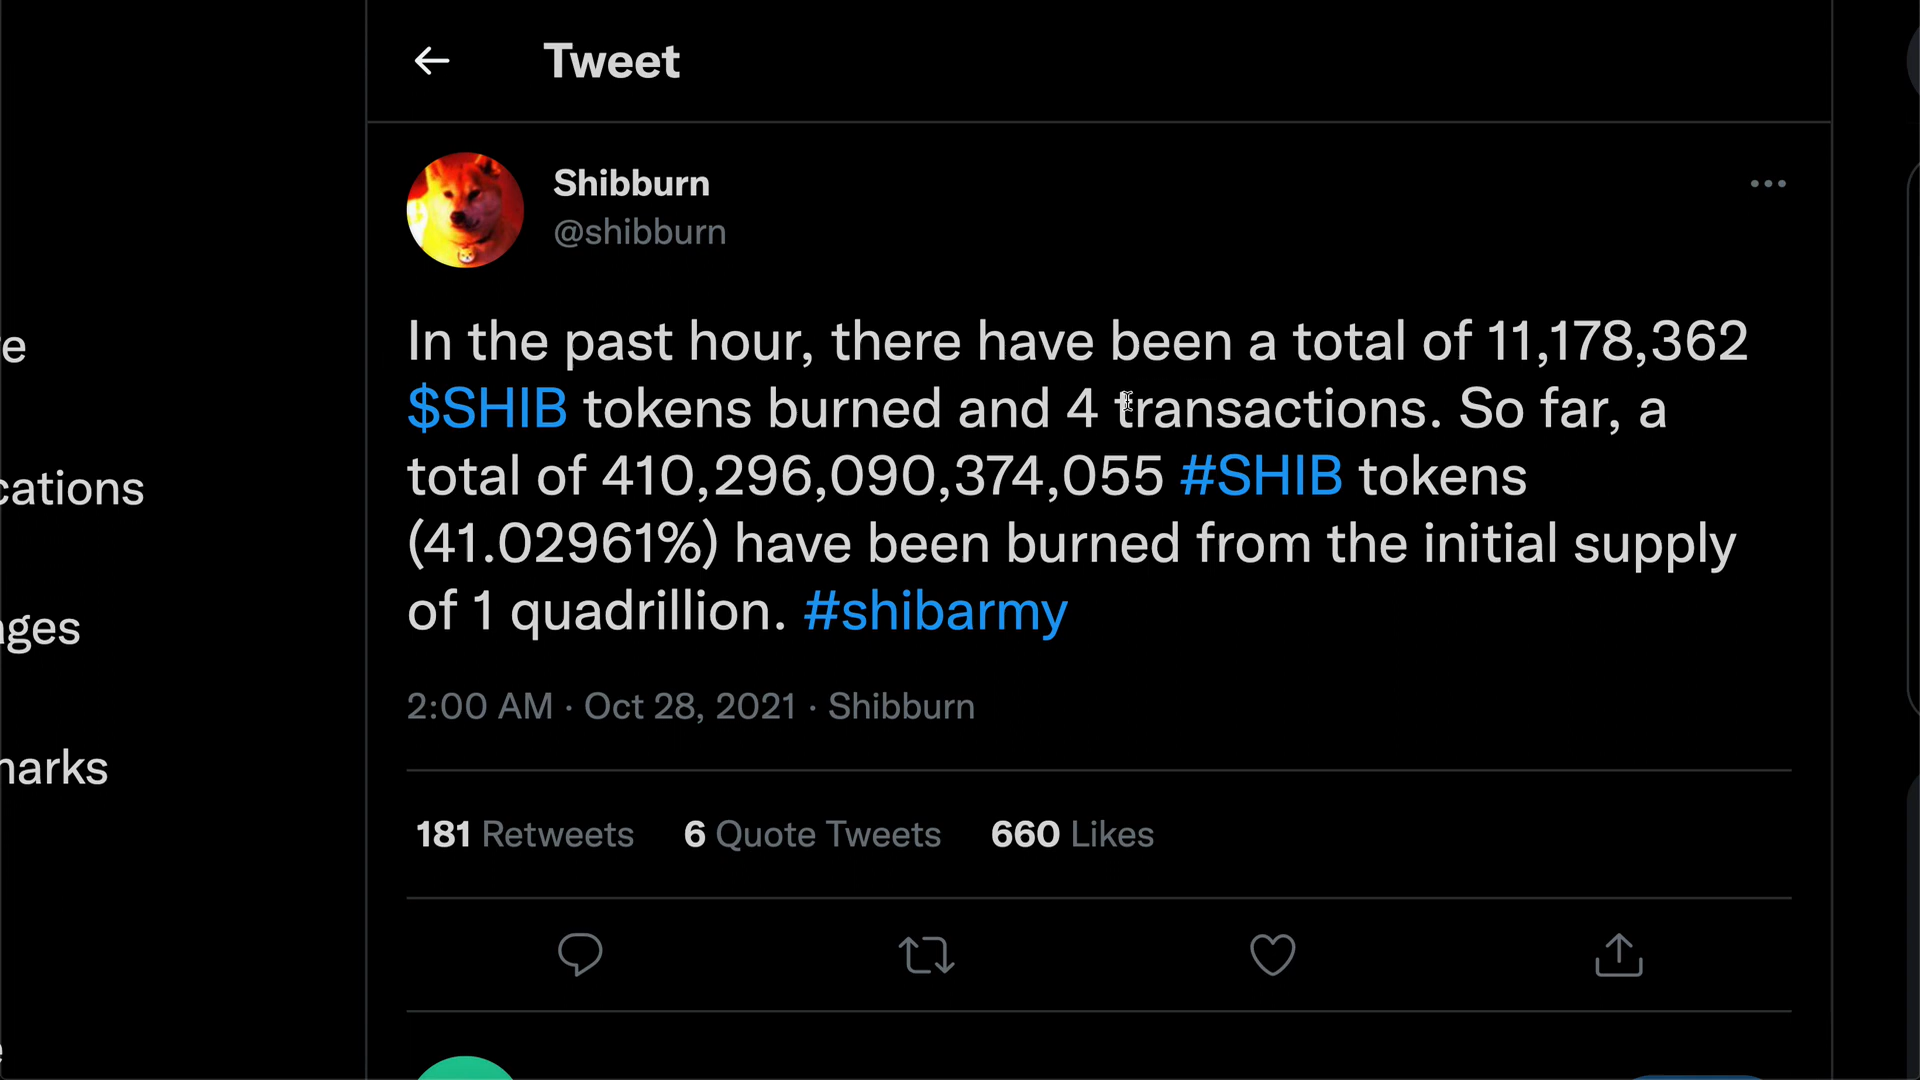 Tweet
Shibburn
@shibburn
In the past hour, there have been a total of 11,178,362
$SHIB tokens burned and 4 transactions. So far, a
total of 410,296,090,374,055 #SHIB tokens
(41.02961%) have been burned from the initial supply
of 1 quadrillion. #shibarmy
2:00 AM · Oct 28, 2021 · Shibburn
181 Retweets 6 Quote Tweets 660 Likes
e
cations
ages
narks